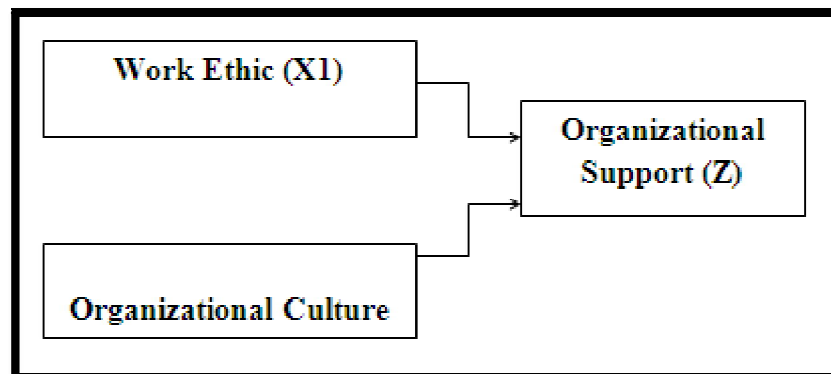 Work Ethic (X1)
Organizational
Support (Z)
Organizational Culture